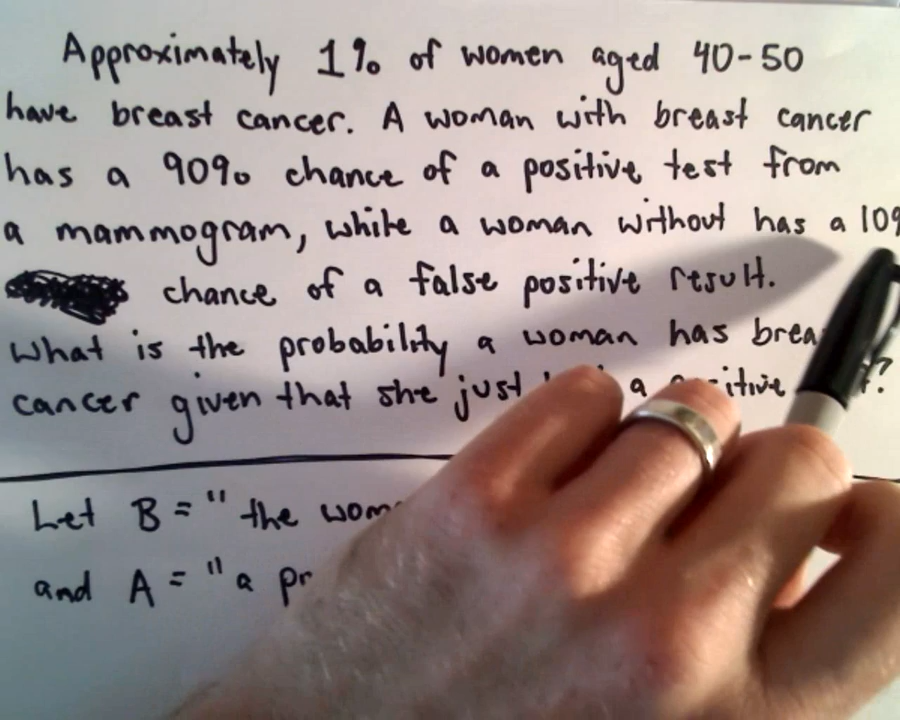 Approximately 1% of women aged 40-50
have breast cancer. A woman with breast cancer
has a 90% chance of a positive test from
a mammogram, while a woman without has a 10%
chance of a false positive result.
What is the probability a woman has
cancer given that she just a
Let B = " the
and A = " a